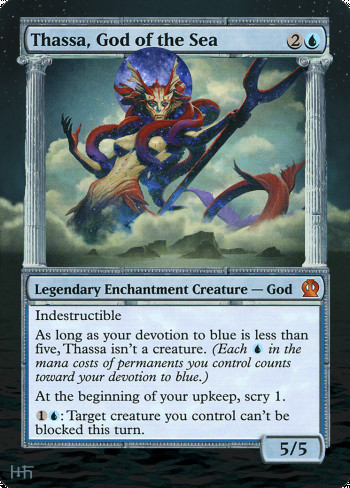 Thassa, God of the Sea 2
Legendary Enchantment Creature — God
Indestructible
As long as your devotion to blue is less than
five, Thassa isn't a creature. (Each in the
mana costs of permanents you control counts
toward your devotion to blue.)
At the beginning of your upkeep, scry 1.
1 : Target creature you control can't be
blocked this turn.
5/5